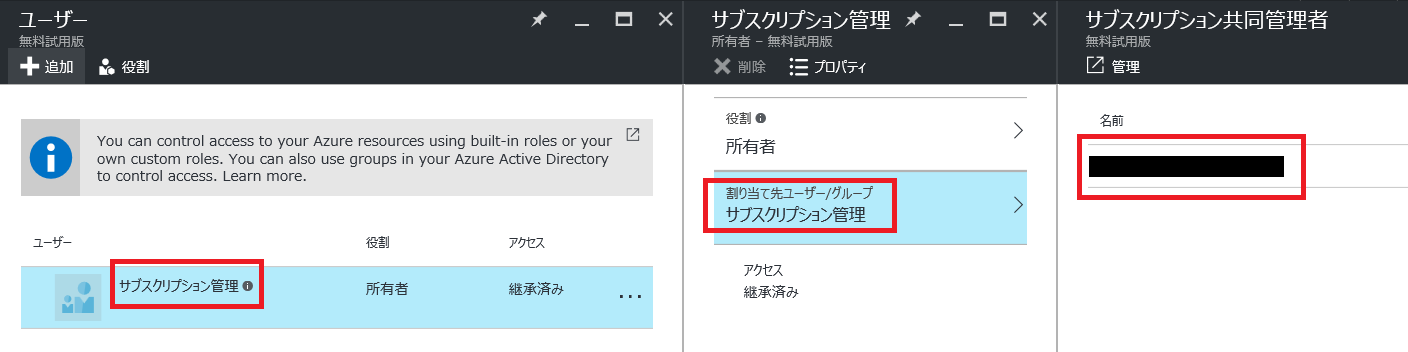 ユーザー
無料試用版
追加 役割
You can control access to your Azure resources using built-in roles or your
own custom roles. You can also use groups in your Azure Active Directory
to control access. Learn more.
ユーザー 役割 アクセス
サブスクリプション管理 所有者 継承済み ...
サブスクリプション管理
所有者 – 無料試用版
削除 プロパティ
役割
所有者
割り当て先ユーザー/グループ
サブスクリプション管理
アクセス
継承済み
サブスクリプション共同管理者
無料試用版
管理
名前